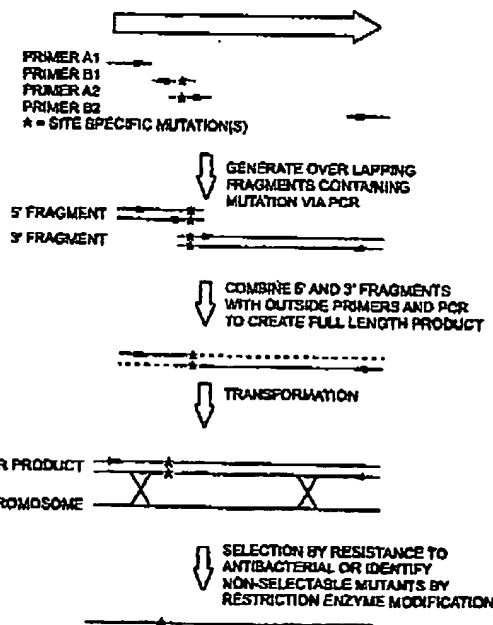 PRIMER A1
PRIMER B1
PRIMER A2
PRIMER B2
* = SITE SPECIFIC MUTATION(S)
GENERATE OVER LAPPING
FRAGMENTS CONTAINING
MUTATION VIA PCR
5' FRAGMENT
3' FRAGMENT
COMBINE 5' AND 3' FRAGMENTS
WITH OUTSIDE PRIMERS AND PCR
TO CREATE FULL LENGTH PRODUCT
TRANSFORMATION
R PRODUCT
HROMOSOME
SELECTION BY RESISTANCE TO
ANTIBACTERIAL OR IDENTIFY
NON-SELECTABLE MUTANTS BY
RESTRICTION ENZYME MODIFICATION